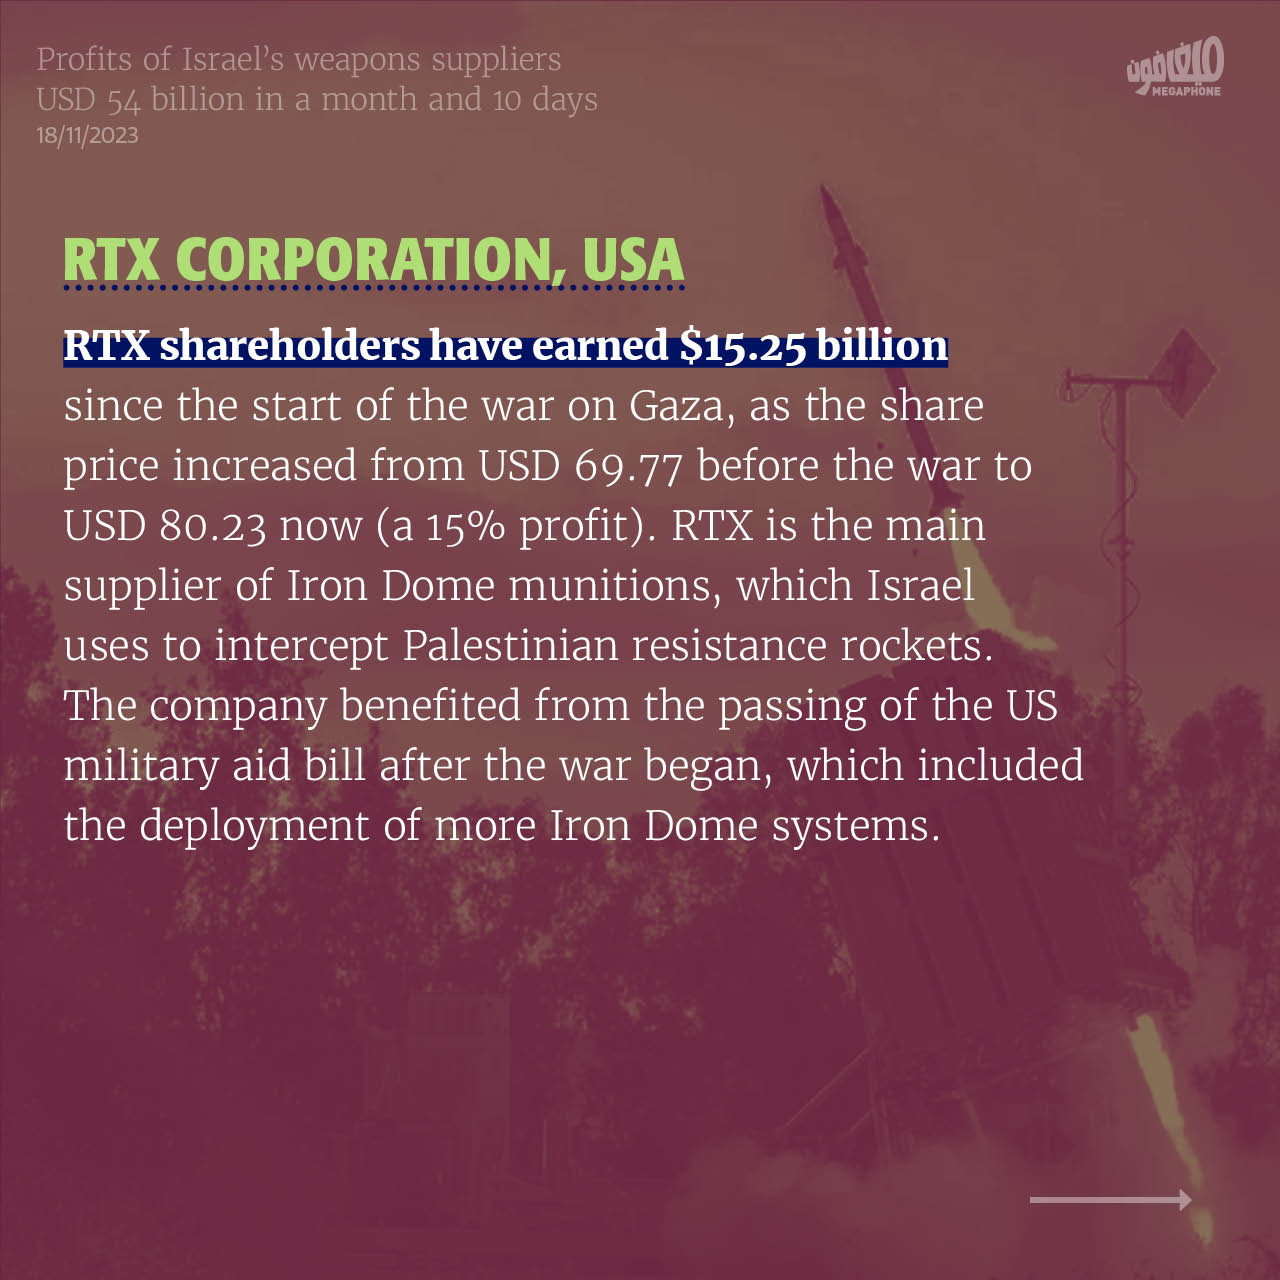 Profits of Israel’s weapons suppliers
USD 54 billion in a month and 10 days
18/11/2023
ميغافون
MEGAPHONE
RTX CORPORATION, USA
RTX shareholders have earned $15.25 billion
since the start of the war on Gaza, as the share
price increased from USD 69.77 before the war to
USD 80.23 now (a 15% profit). RTX is the main
supplier of Iron Dome munitions, which Israel
uses to intercept Palestinian resistance rockets.
The company benefited from the passing of the US
military aid bill after the war began, which included
the deployment of more Iron Dome systems.